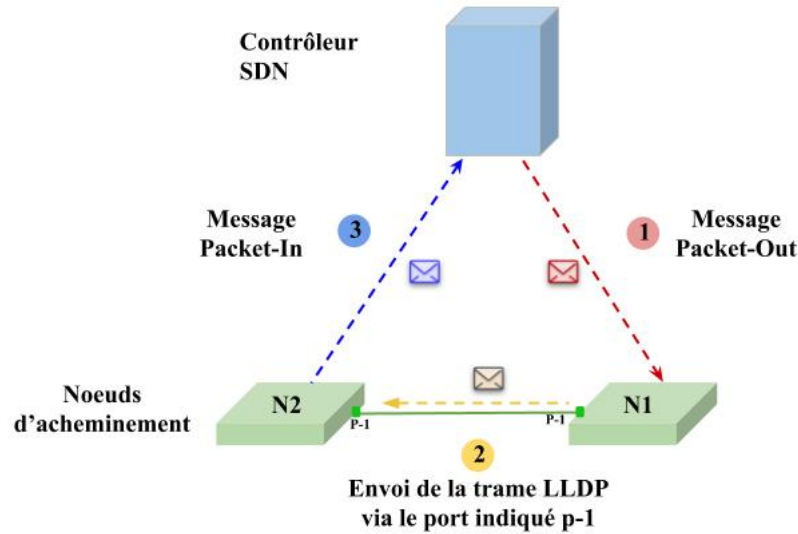 Contrôleur
SDN
Message
Packet-In
3
1
Message
Packet-Out
Noeuds
d'acheminement
N2
N1
P-1
P-1
2
Envoi de la trame LLDP
via le port indiqué p-1